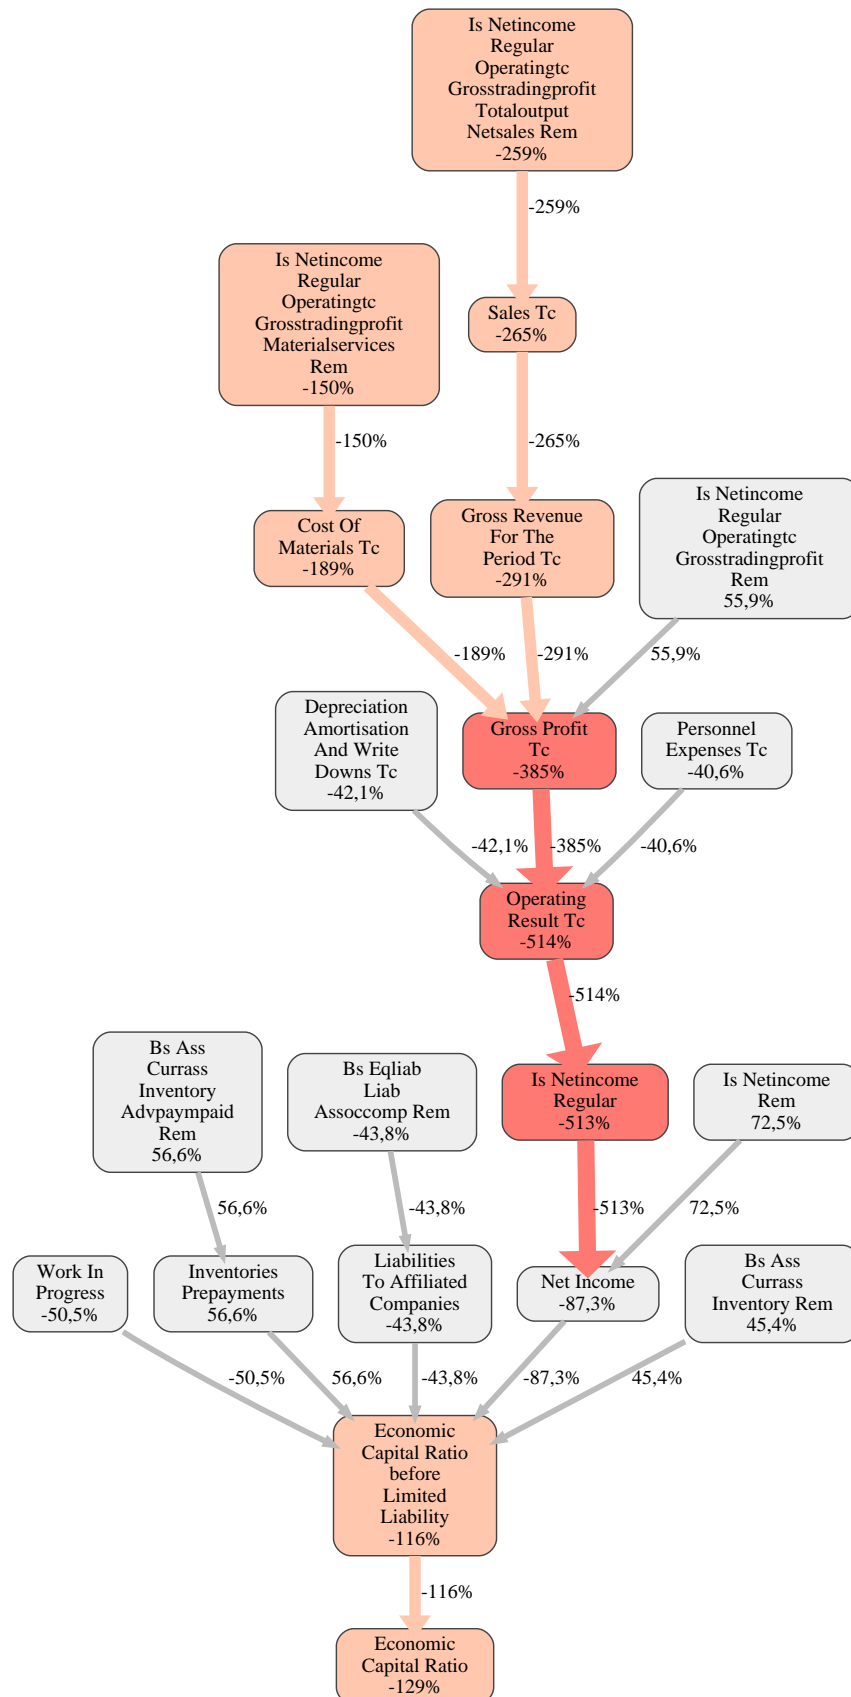 Is Netincome
Regular
Operatingtc
Grosstradingprofit
Totaloutput
Netsales Rem
-259%
-259%
Is Netincome
Regular
Operatingtc
Grosstradingprofit
Materialservices
Rem
-150%
Sales Tc
-265%
-150%
-265%
Is Netincome
Regular
Operatingtc
Grosstradingprofit
Rem
55,9%
Cost Of
Materials Tc
-189%
Gross Revenue
For The
Period Tc
-291%
-189%
-291%
55,9%
Depreciation
Amortisation
And Write
Downs Tc
-42,1%
Gross Profit
Tc
-385%
Personnel
Expenses Tc
-40,6%
-42,1%
-385%
-40,6%
Operating
Result Tc
-514%
-514%
Bs Ass
Currass
Inventory
Advpaympaid
Rem
56,6%
Bs Eqliab
Liab
Assoccomp Rem
-43,8%
Is Netincome
Regular
-513%
Is Netincome
Rem
72,5%
56,6%
-43,8%
-513%
72,5%
Work In
Progress
-50,5%
Inventories
Prepayments
56,6%
Liabilities
To Affiliated
Companies
-43,8%
Net Income
-87,3%
Bs Ass
Currass
Inventory Rem
45,4%
-50,5%
56,6%
-43,8%
-87,3%
45,4%
Economic
Capital Ratio
before
Limited
Liability
-116%
-116%
Economic
Capital Ratio
-129%